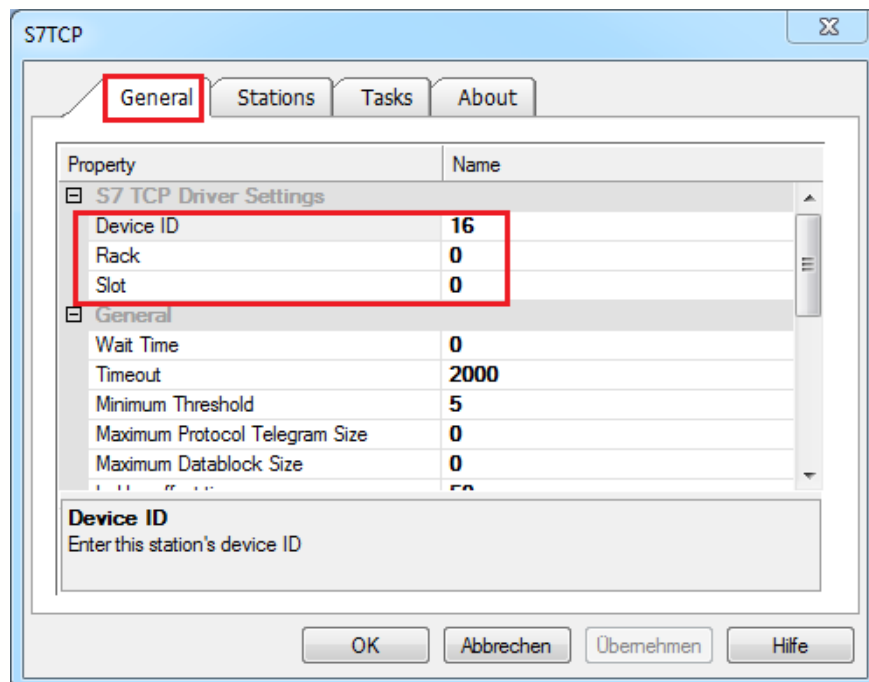 S7TCP
General Stations Tasks About
Property Name
S7 TCP Driver Settings
Device ID 16
Rack 0
Slot 0
General
Wait Time 0
Timeout 2000
Minimum Threshold 5
Maximum Protocol Telegram Size 0
Maximum Datablock Size 0
Device ID
Enter this station's device ID
OK Abbrechen Übernehmen Hilfe